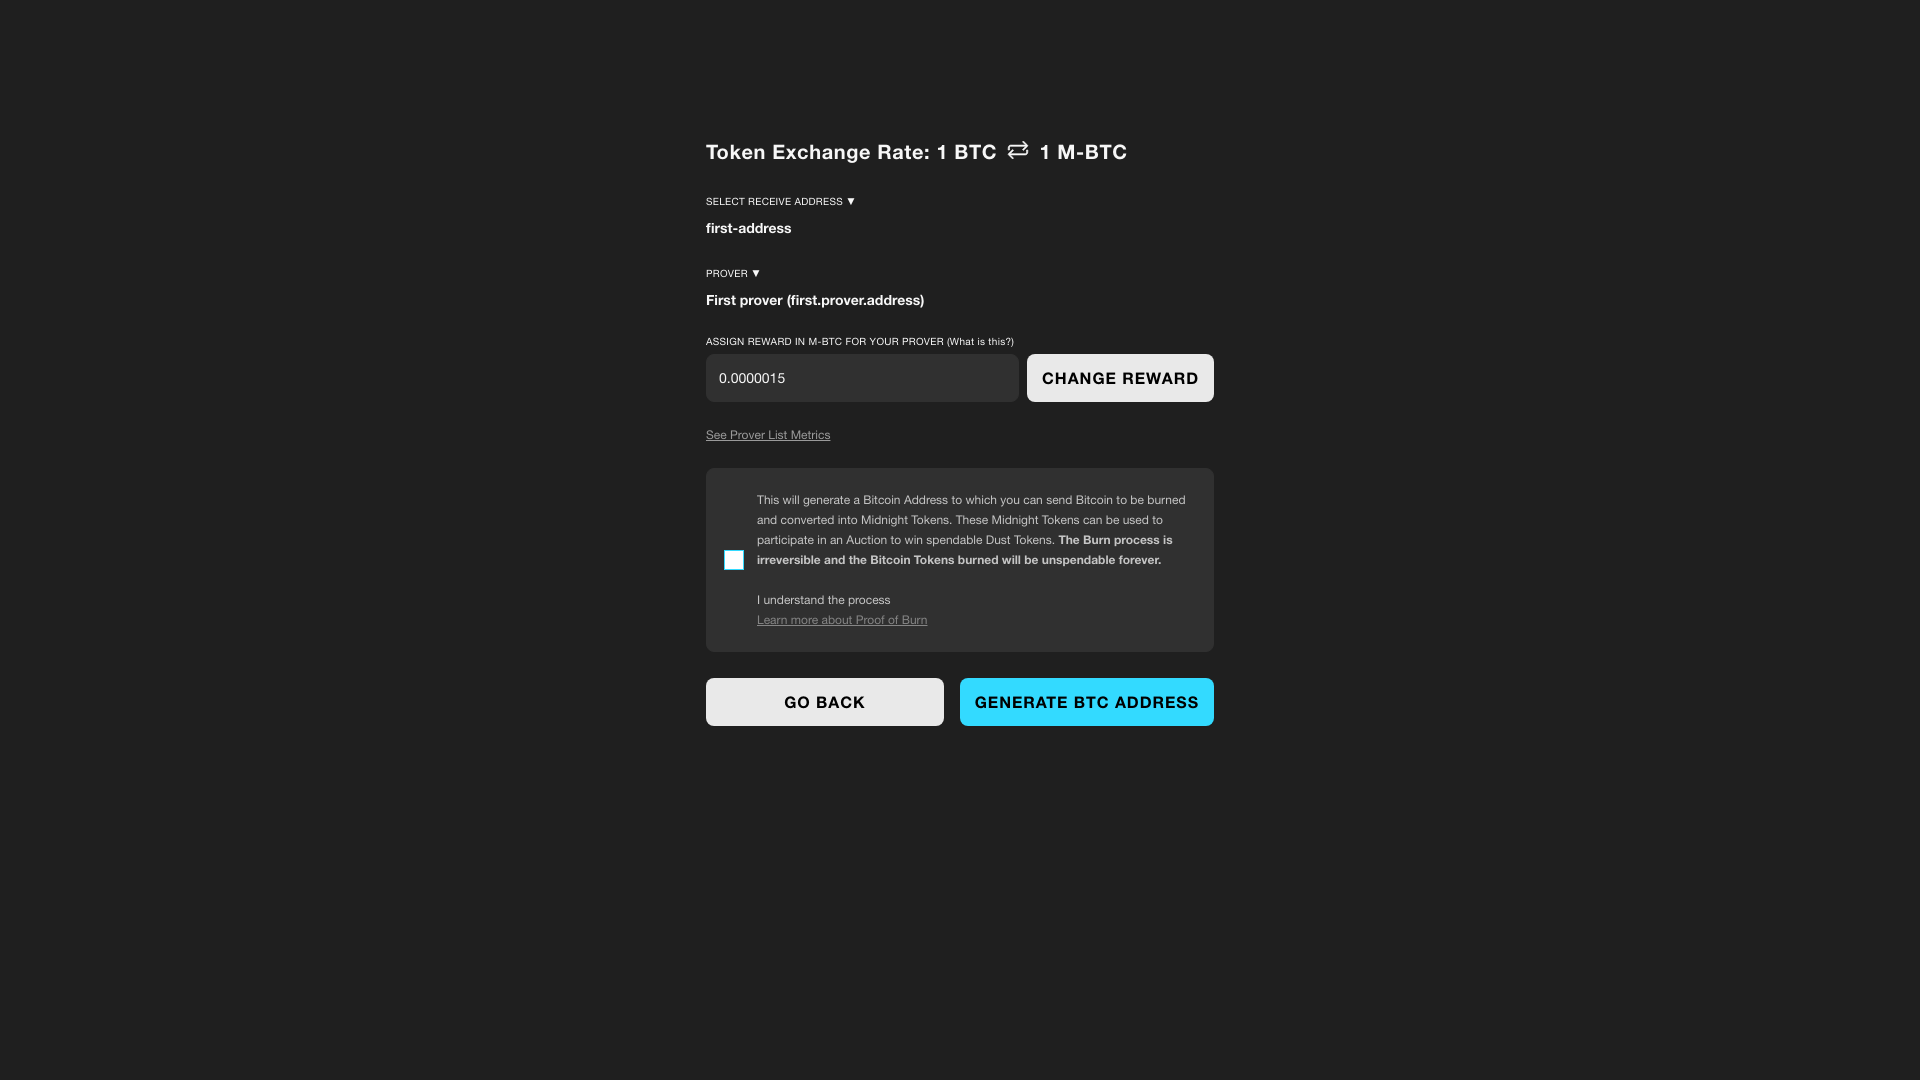 Token Exchange Rate: 1 BTC ⇄ 1 M-BTC
SELECT RECEIVE ADDRESS ▼
first-address
PROVER ▼
First prover (first.prover.address)
ASSIGN REWARD IN M-BTC FOR YOUR PROVER (What is this?)
0.0000015
CHANGE REWARD
See Prover List Metrics
This will generate a Bitcoin Address to which you can send Bitcoin to be burned
and converted into Midnight Tokens. These Midnight Tokens can be used to
participate in an Auction to win spendable Dust Tokens. The Burn process is
irreversible and the Bitcoin Tokens burned will be unspendable forever.
I understand the process
Learn more about Proof of Burn
GO BACK
GENERATE BTC ADDRESS